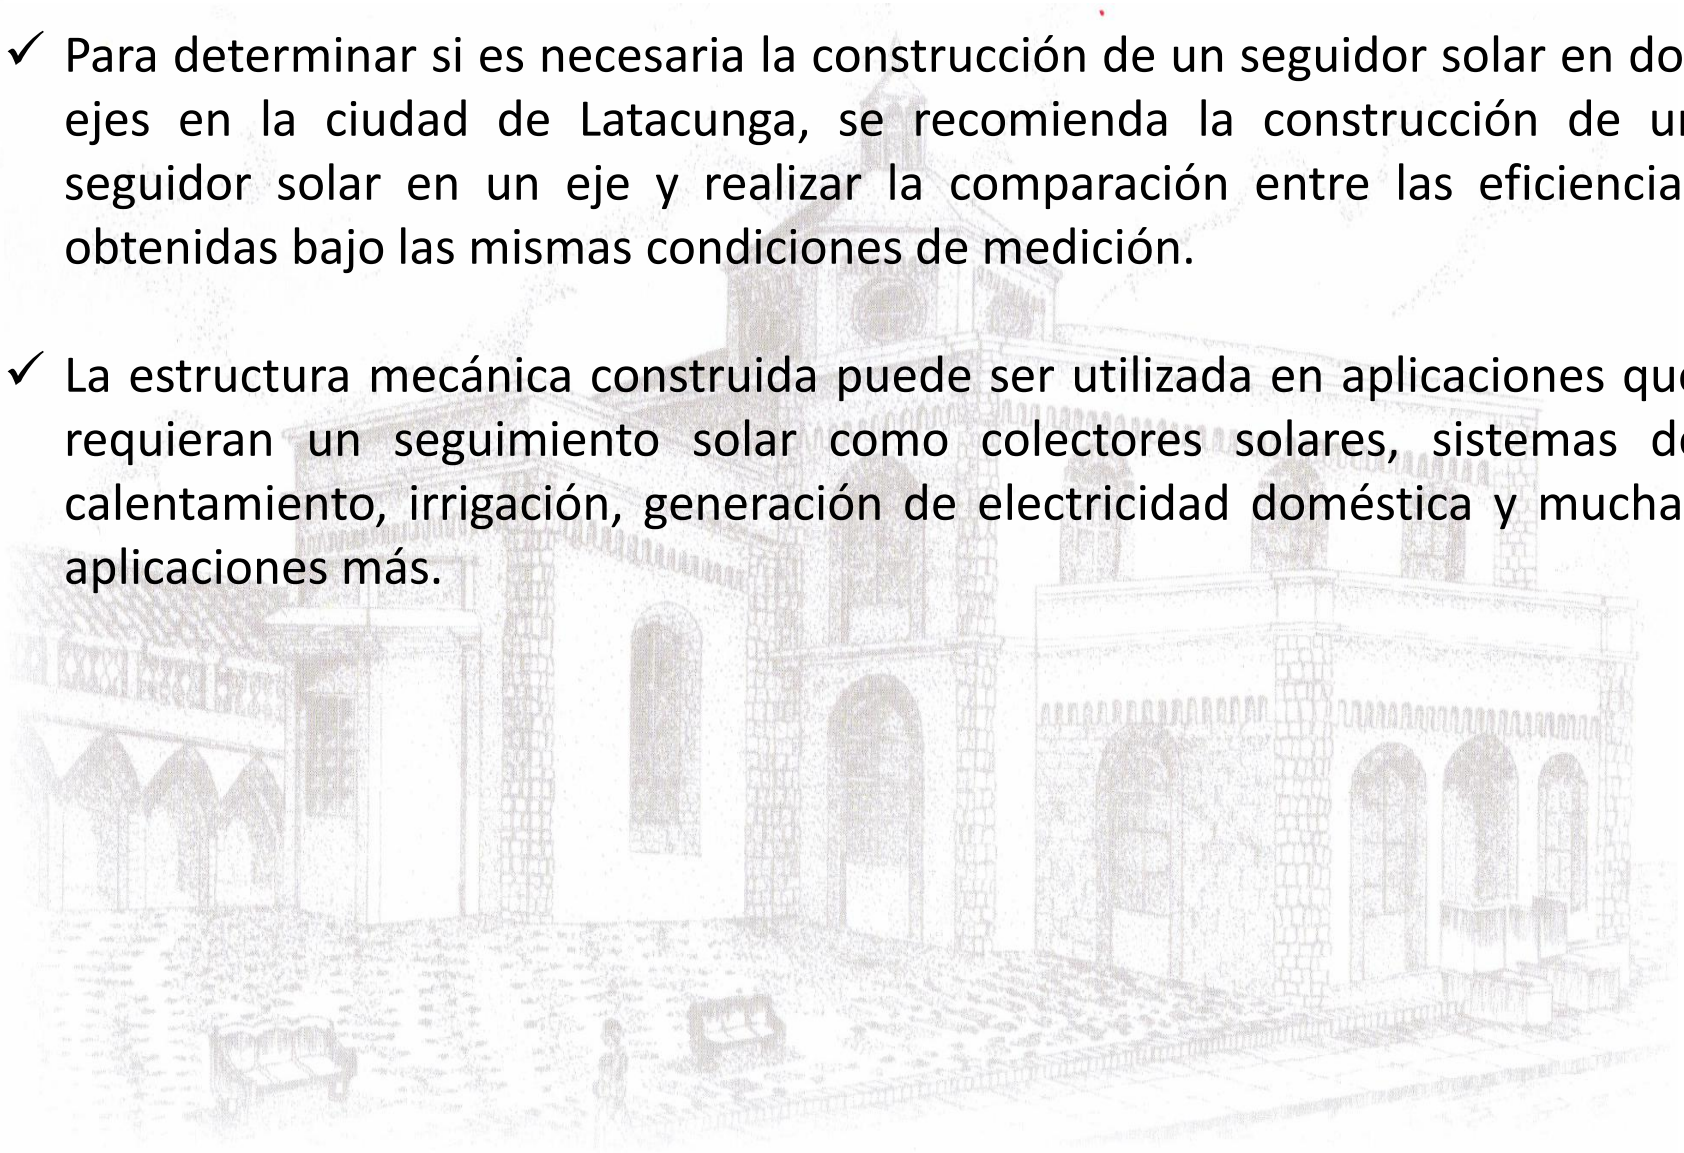 ✓ Para determinar si es necesaria la construcción de un seguidor solar en do
ejes en la ciudad de Latacunga, se recomienda la construcción de un
seguidor solar en un eje y realizar la comparación entre las eficiencia
obtenidas bajo las mismas condiciones de medición.
✓ La estructura mecánica construida puede ser utilizada en aplicaciones que
requieran un seguimiento solar como colectores solares, sistemas de
calentamiento, irrigación, generación de electricidad doméstica y mucha
aplicaciones más.